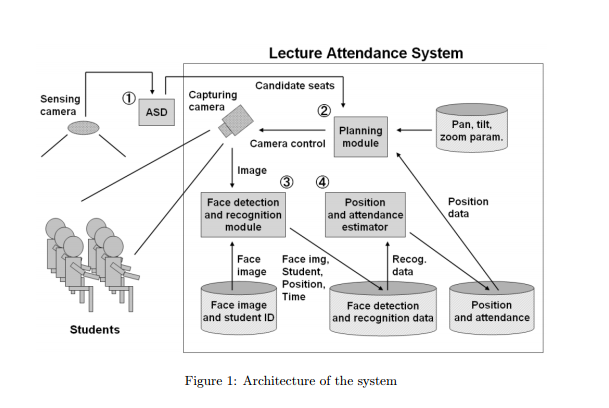 Lecture Attendance System
Sensing
camera
①
ASD
Capturing
camera
Candidate seats
②
Planning
module
Camera control
Pan, tilt,
zoom param.
Image
③
Face detection
and recognition
module
④
Position
and attendance
estimator
Position
data
Face
image
Face img,
Student,
Position,
Time
Recog.
data
Face image
and student ID
Face detection
and recognition data
Position
and attendance
Students
Figure 1: Architecture of the system